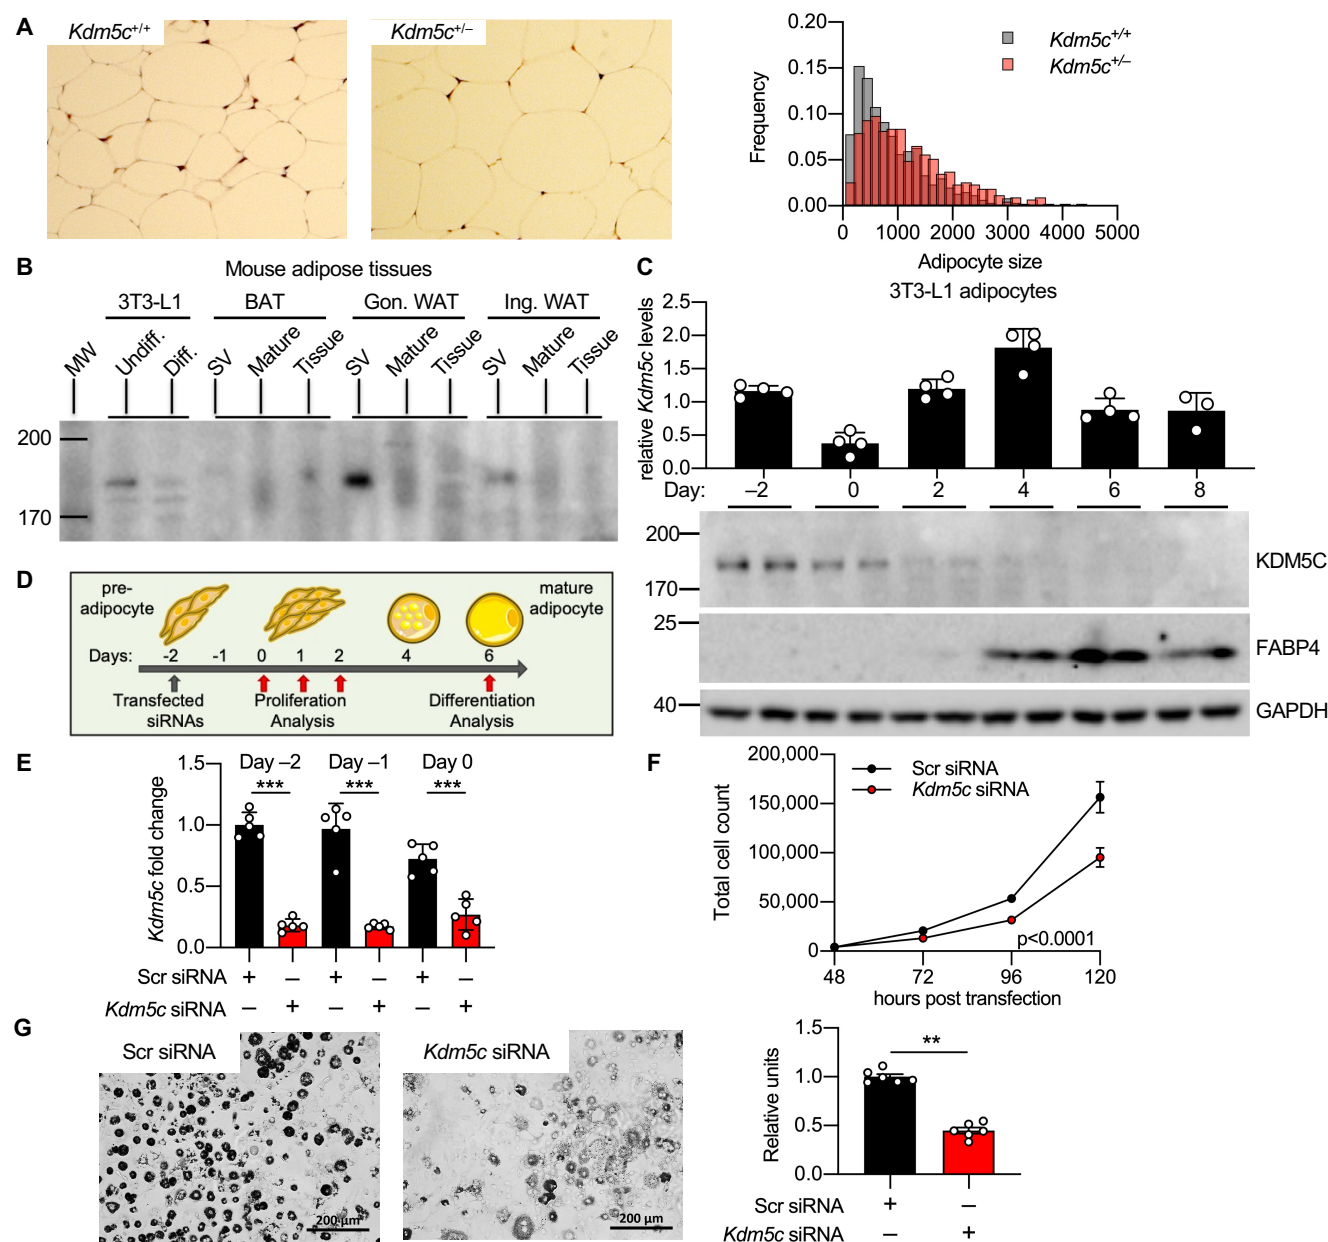 A
Kdm5c+/+
Kdm5c+/–
0.20
0.15
0.10
0.05
0.00
Frequency
Kdm5c+/+
Kdm5c+/–
0
1000
2000
3000
4000
5000
Adipocyte size
B
Mouse adipose tissues
3T3-L1
BAT
Gon. WAT
Ing. WAT
MW
Undiff.
Diff.
SV
Mature
Tissue
SV
Mature
Tissue
SV
Mature
Tissue
200
170
C
3T3-L1 adipocytes
relative Kdm5c levels
2.5
2.0
1.5
1.0
0.5
0.0
Day:
–2
0
2
4
6
8
200
170
KDM5C
25
FABP4
40
GAPDH
D
pre-
adipocyte
mature
adipocyte
Days:
-2
-1
0
1
2
4
6
Transfected
siRNAs
Proliferation
Analysis
Differentiation
Analysis
E
Kdm5c fold change
1.5
1.0
0.5
0.0
Day –2
Day –1
Day 0
***
***
***
Scr siRNA
+ – + – + –
Kdm5c siRNA
– + – + – +
F
Total cell count
200,000
150,000
100,000
50,000
0
Scr siRNA
Kdm5c siRNA
p<0.0001
48
72
96
120
hours post transfection
G
Scr siRNA
200 µm
Kdm5c siRNA
200 µm
Relative units
1.5
1.0
0.5
0.0
**
Scr siRNA
+ –
Kdm5c siRNA
– +